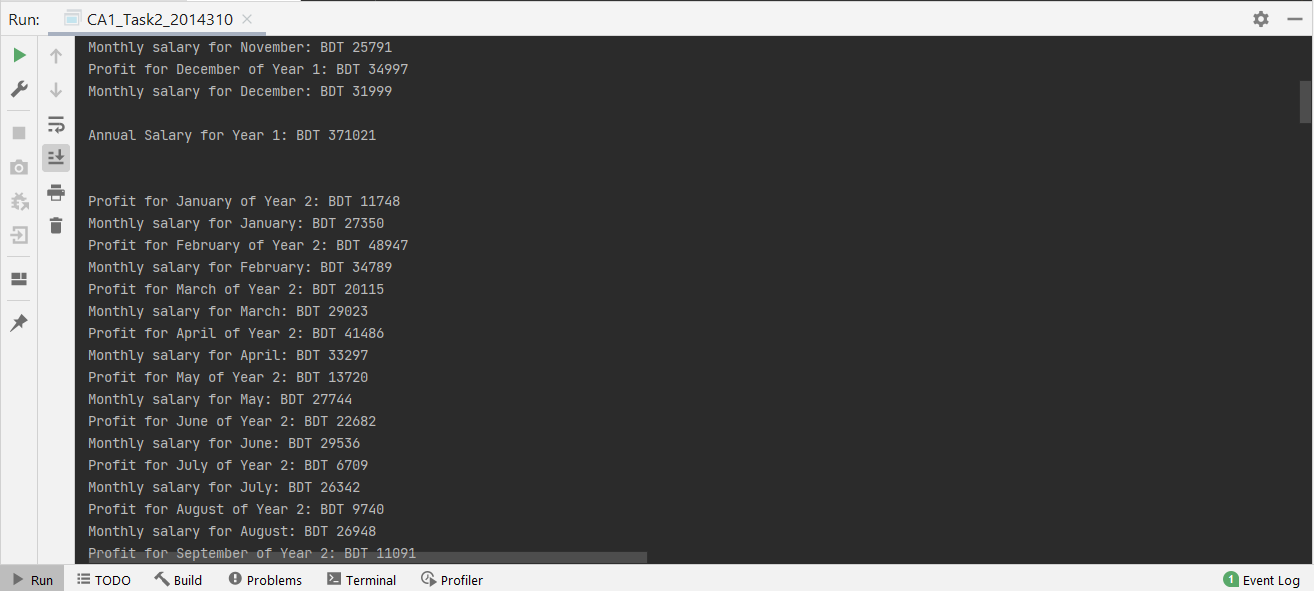 Run: CA1_Task2_2014310
Monthly salary for November: BDT 25791
Profit for December of Year 1: BDT 34997
Monthly salary for December: BDT 31999
Annual Salary for Year 1: BDT 371021
Profit for January of Year 2: BDT 11748
Monthly salary for January: BDT 27350
Profit for February of Year 2: BDT 48947
Monthly salary for February: BDT 34789
Profit for March of Year 2: BDT 20115
Monthly salary for March: BDT 29023
Profit for April of Year 2: BDT 41486
Monthly salary for April: BDT 33297
Profit for May of Year 2: BDT 13720
Monthly salary for May: BDT 27744
Profit for June of Year 2: BDT 22682
Monthly salary for June: BDT 29536
Profit for July of Year 2: BDT 6709
Monthly salary for July: BDT 26342
Profit for August of Year 2: BDT 9740
Monthly salary for August: BDT 26948
Profit for September of Year 2: BDT 11091
Run TODO Build Problems Terminal Profiler 1 Event Log